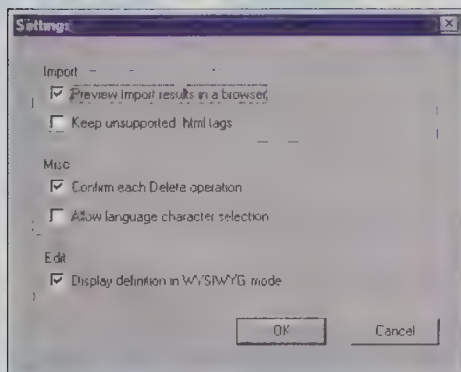 Settings
Import
Preview import results in a browser
Keep unsupported html tags
Misc
Confirm each Delete operation
Allow language character selection
Edit
Display definition in WYSIWYG mode
OK
Cancel